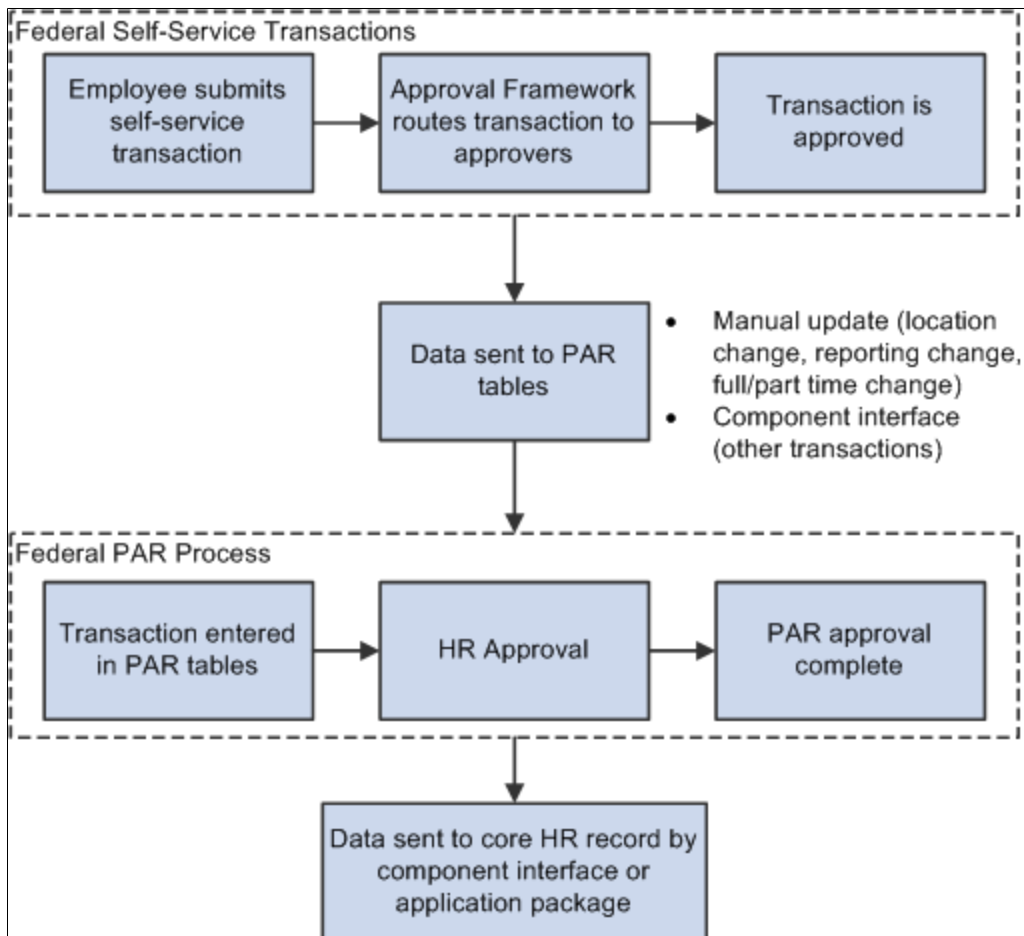 Federal Self-Service Transactions
Employee submits
self-service
transaction
Approval Framework
routes transaction to
approvers
Transaction is
approved
Data sent to PAR
tables
• Manual update (location
change, reporting change,
full/part time change)
• Component interface
(other transactions)
Federal PAR Process
Transaction entered
in PAR tables
HR Approval
PAR approval
complete
Data sent to core HR record by
component interface or
application package